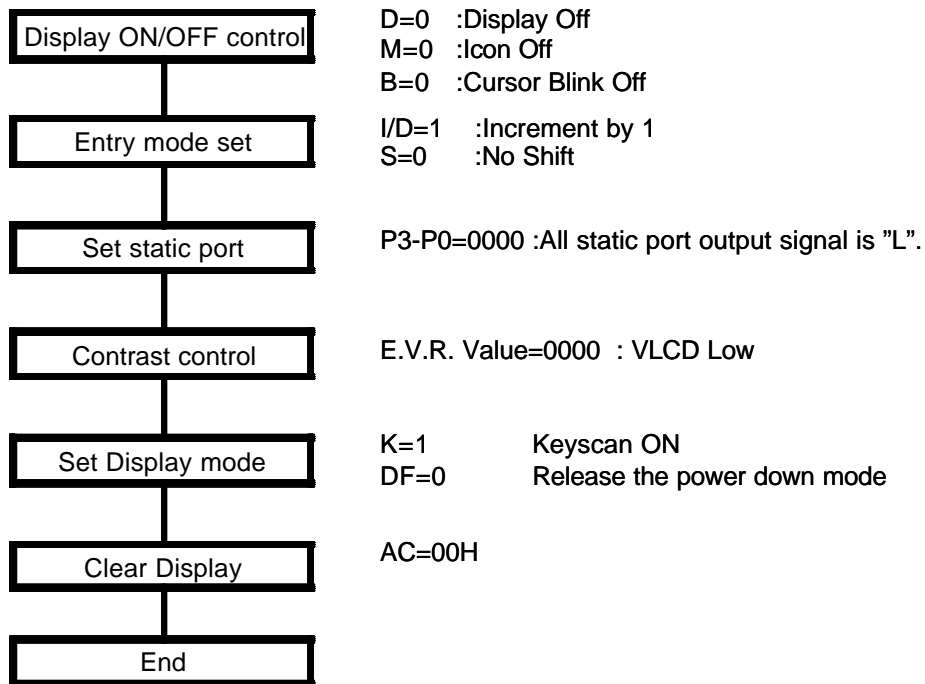 Display ON/OFF control
D=0 :Display Off
M=0 :Icon Off
B=0 :Cursor Blink Off
Entry mode set
I/D=1 :Increment by 1
S=0 :No Shift
Set static port
P3-P0=0000 :All static port output signal is ”L”.
Contrast control
E.V.R. Value=0000 : VLCD Low
Set Display mode
K=1 Keyscan ON
DF=0 Release the power down mode
Clear Display
AC=00H
End